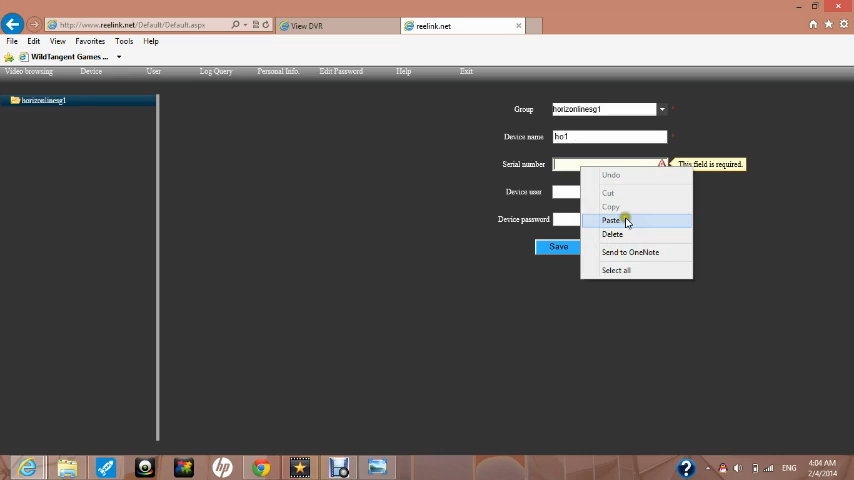 http://www.reelink.net/Default/Default.aspx
View DVR
reelink.net
File Edit View Favorites Tools Help
WildTangent Games ...
Video browsing Device User Log Query Personal Info. Edit Password Help Exit
horizonlinesg1
Group horizonlinesg1 *
Device name ho1 *
Serial number This field is required.
Undo
Device user
Cut
Copy
Device password
Paste
Delete
Save
Send to OneNote
Select all
hp
ENG
4:04 AM
2/4/2014